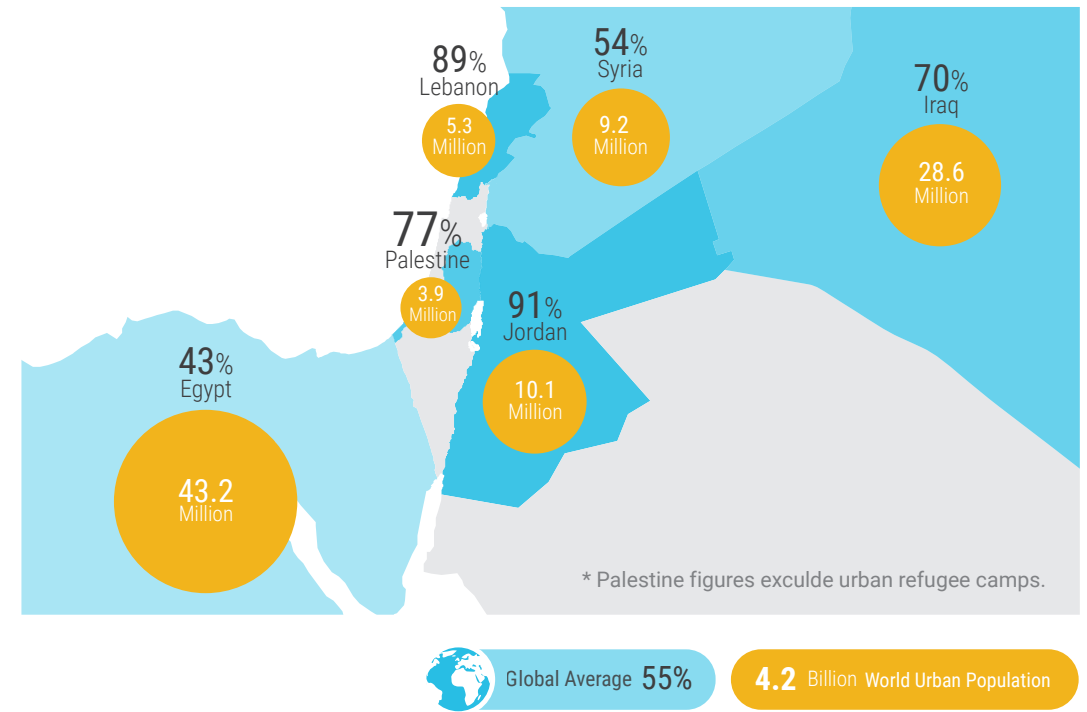 89%
Lebanon
5.3
Million
54%
Syria
9.2
Million
70%
Iraq
28.6
Million
77%
Palestine
3.9
Million
91%
Jordan
10.1
Million
43%
Egypt
43.2
Million
* Palestine figures exculde urban refugee camps.
Global Average 55%
4.2 Billion World Urban Population